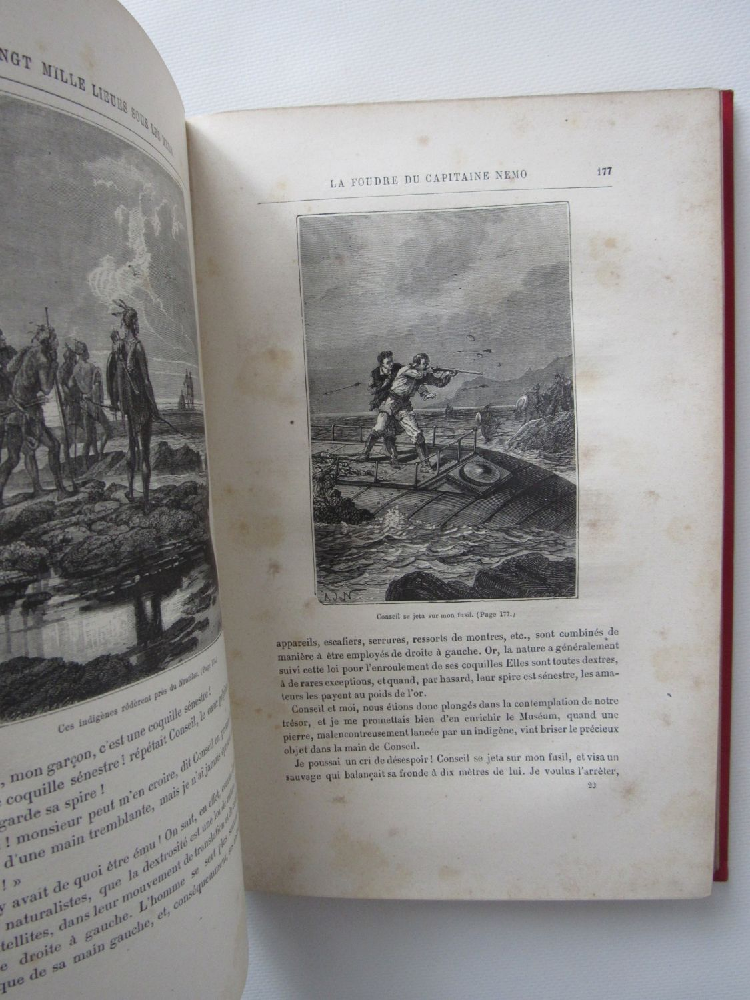 NGT MILLE LIEUES SOUS LES MERS
Ces indigènes rôdèrent près du Nautilus. (Page
, mon garçon, c'est une coquille sénestre !
coquille sénestre ! répétait Conseil, le cœur
garde sa spire !
! monsieur peut m'en croire, dit Conseil en
d'une main tremblante, mais je n'ai jamais
! »
y avait de quoi être ému ! On sait, en effet,
naturalistes, que la dextrosité est une loi de
tellites, dans leur mouvement de translation et de
e droite à gauche. L'homme se sert plus
que de sa main gauche, et, conséquemment, ses
LA FOUDRE DU CAPITAINE NEMO 177
A. de N
Conseil se jeta sur mon fusil. (Page 177.)
appareils, escaliers, serrures, ressorts de montres, etc., sont combinés de
manière à être employés de droite à gauche. Or, la nature a généralement
suivi cette loi pour l'enroulement de ses coquilles Elles sont toutes dextres,
à de rares exceptions, et quand, par hasard, leur spire est sénestre, les ama-
teurs les payent au poids de l'or.
Conseil et moi, nous étions donc plongés dans la contemplation de notre
trésor, et je me promettais bien d'en enrichir le Muséum, quand une
pierre, malencontreusement lancée par un indigène, vint briser le précieux
objet dans la main de Conseil.
Je poussai un cri de désespoir ! Conseil se jeta sur mon fusil, et visa un
sauvage qui balançait sa fronde à dix mètres de lui. Je voulus l'arrêter,
23